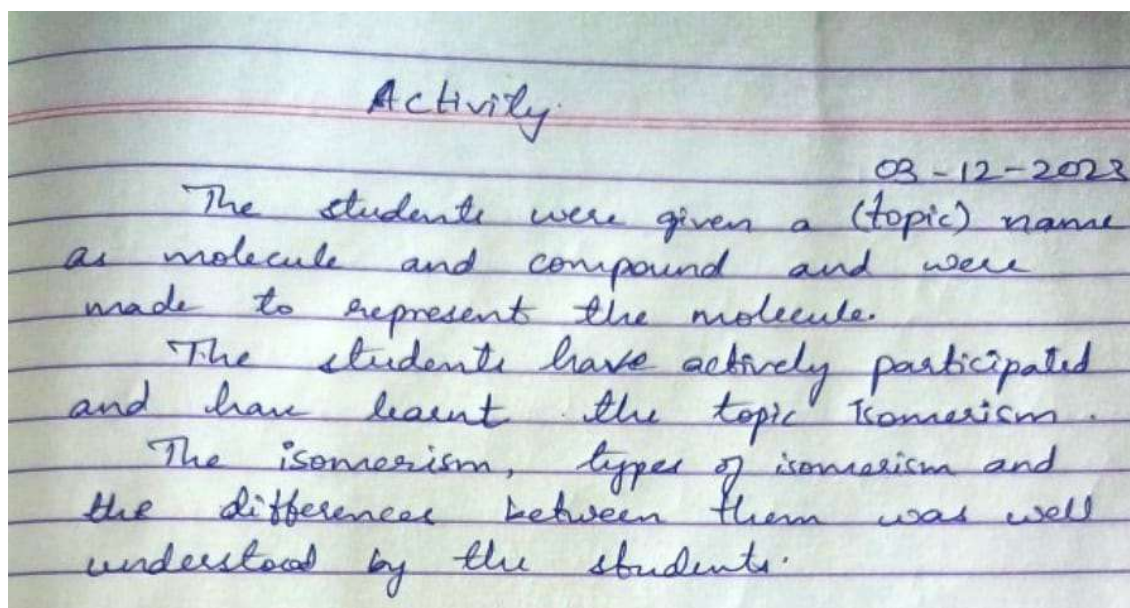 Activity.
03-12-2023
The students were given a (topic) name
as molecule and compound and were
made to represent the molecule.
The students have actively participated
and have learnt the topic Isomerism.
The isomerism, types of isomerism and
the differences between them was well
understood by the students.